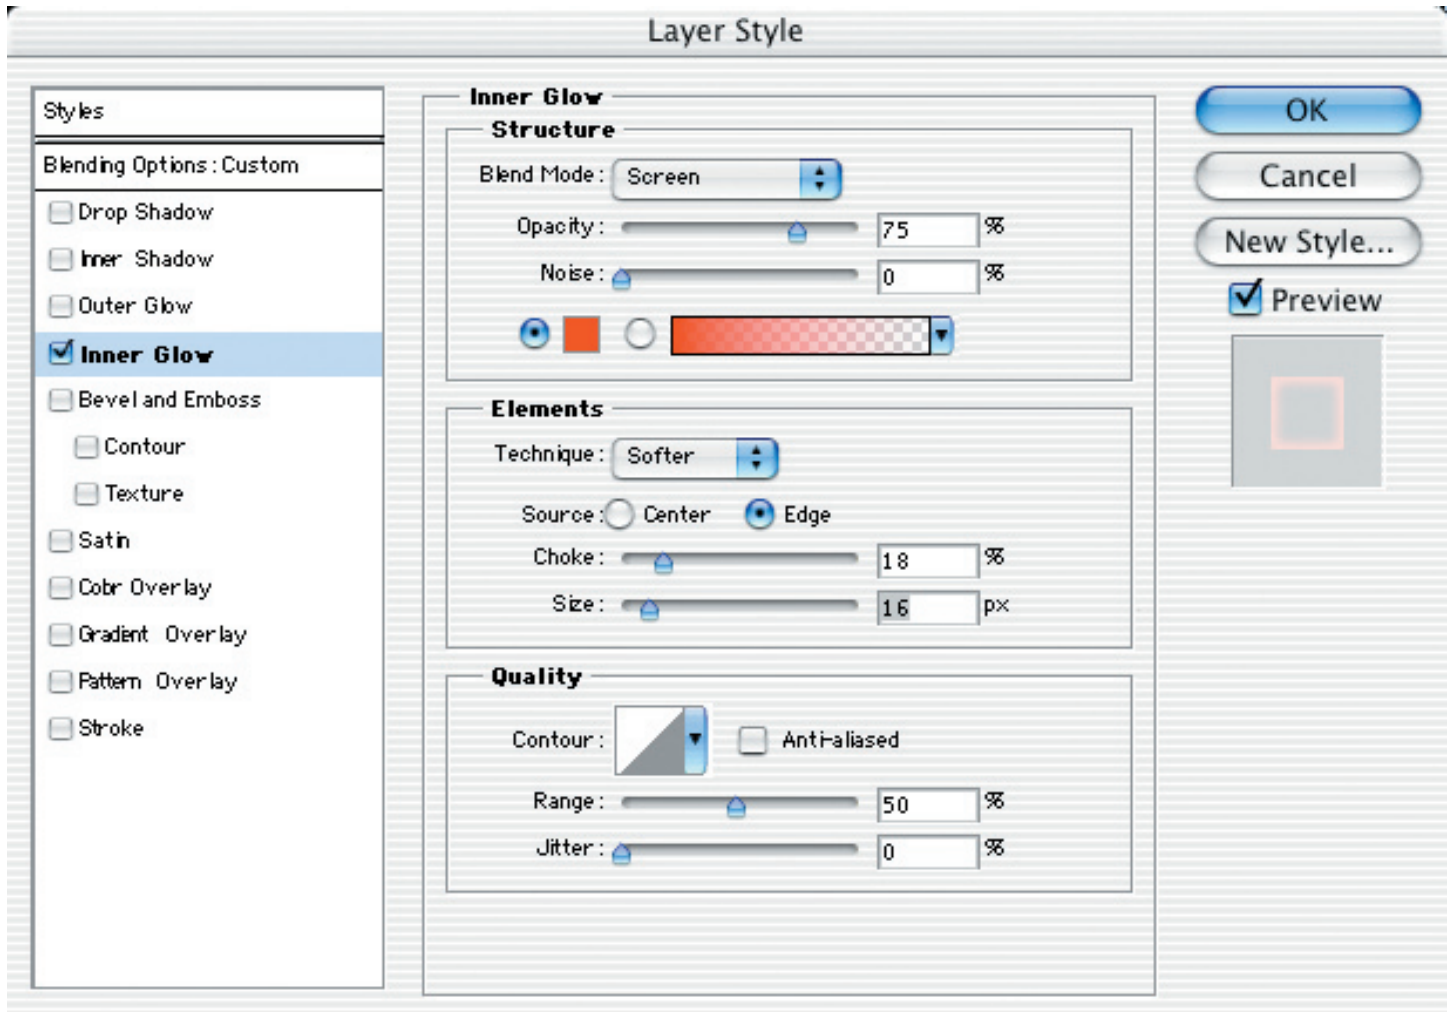 Layer Style
Styles
Blending Options: Custom
Drop Shadow
Inner Shadow
Outer Glow
Inner Glow
Bevel and Emboss
Contour
Texture
Satin
Color Overlay
Gradient Overlay
Pattern Overlay
Stroke
Inner Glow
Structure
Blend Mode: Screen
Opacity: 75 %
Noise: 0 %
Elements
Technique: Softer
Source: Center Edge
Choke: 18 %
Size: 16 px
Quality
Contour: Anti-aliased
Range: 50 %
Jitter: 0 %
OK
Cancel
New Style...
Preview